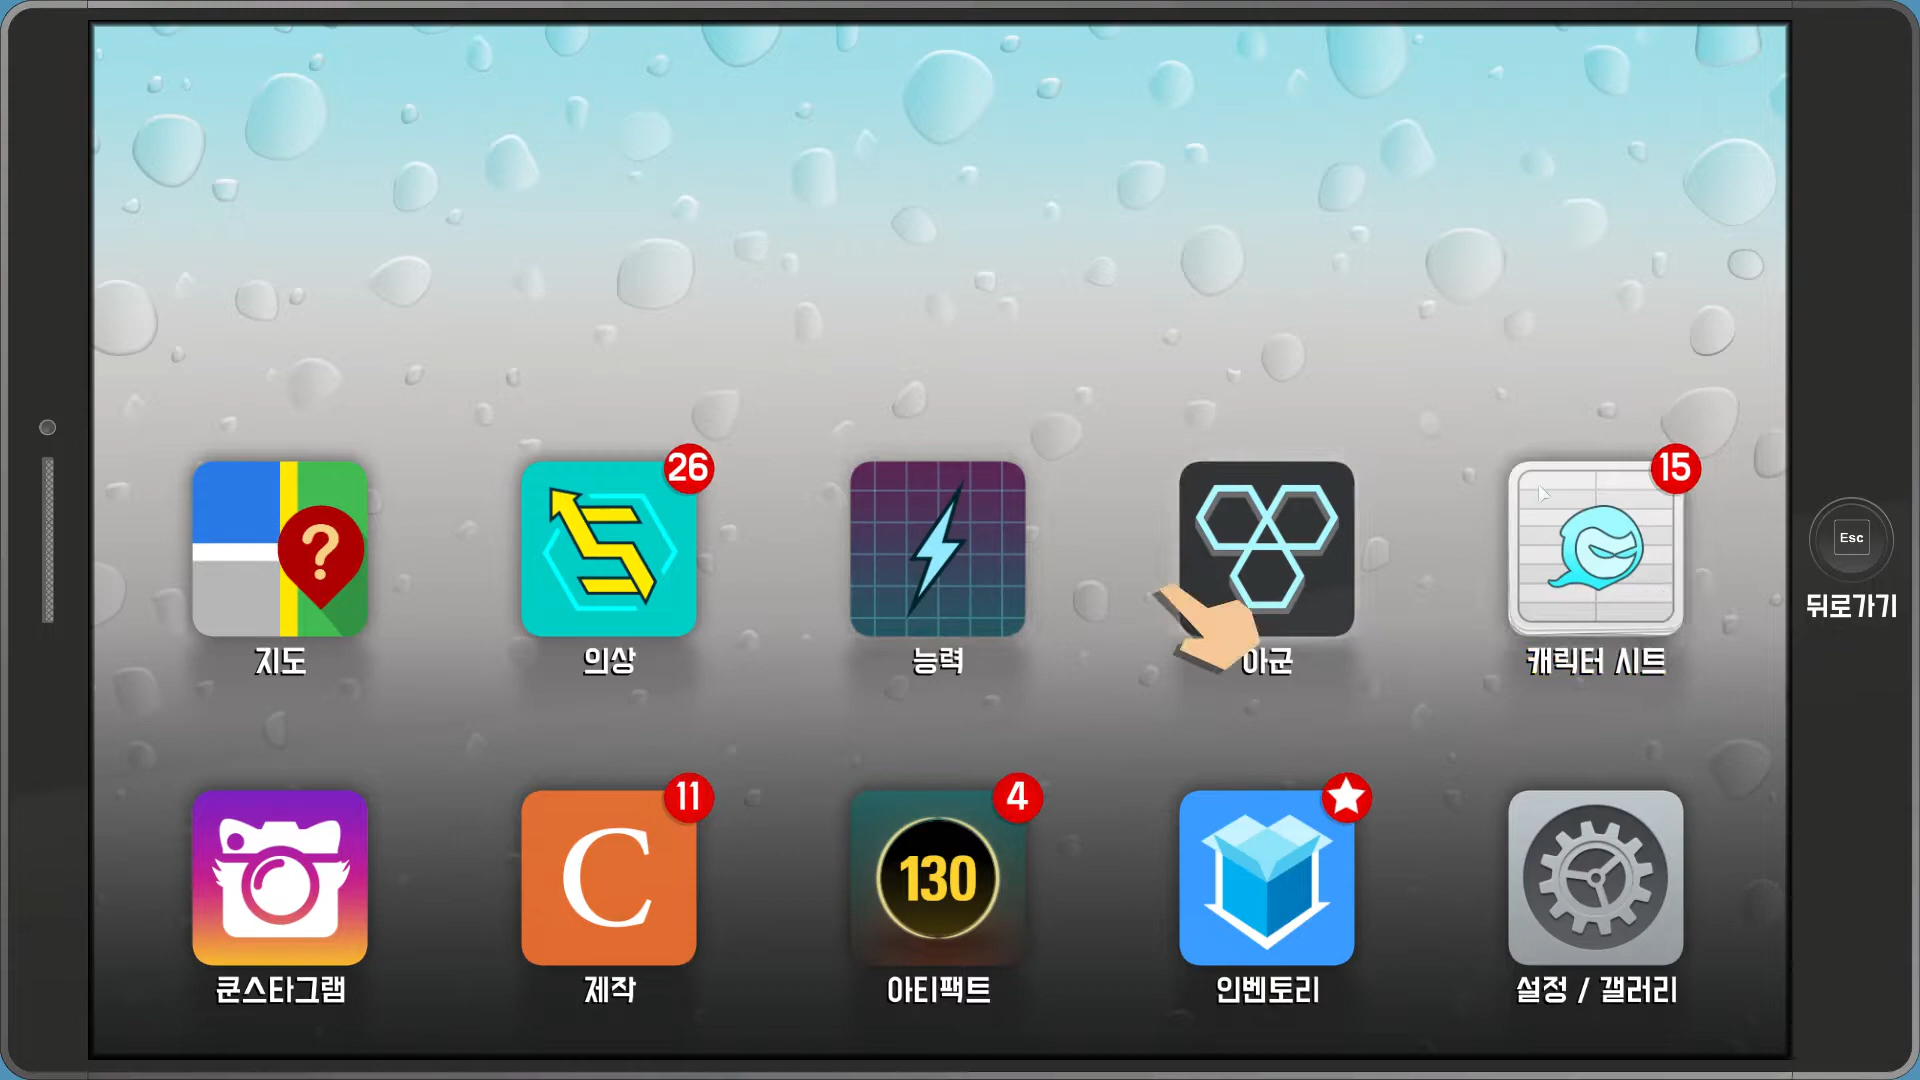 26
15
지도
의상
능력
아군
캐릭터 시트
Esc
뒤로가기
11
4
C
130
쿤스타그램
제작
아티팩트
인벤토리
설정 / 갤러리